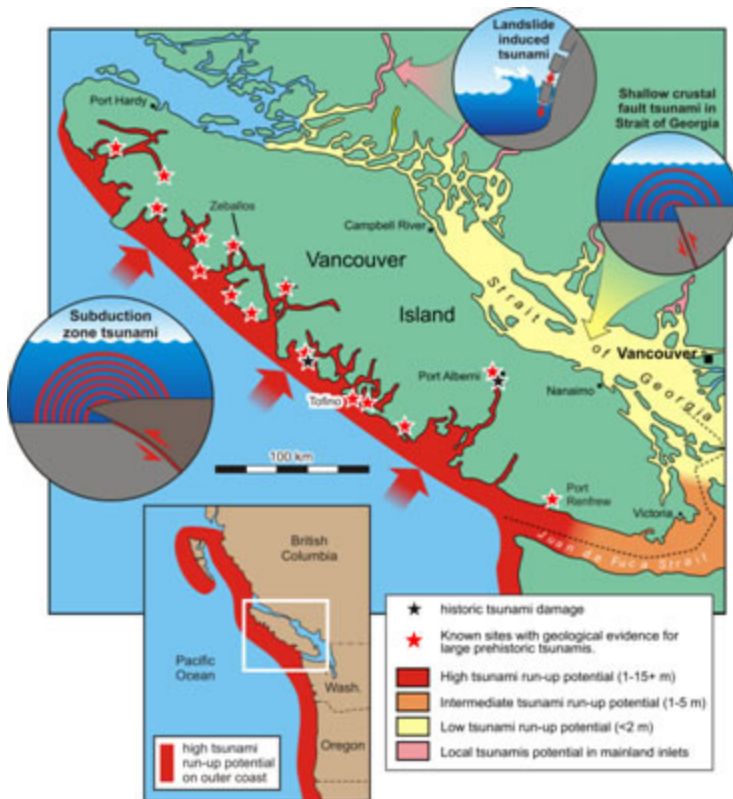 Landslide
induced
tsunami
Shallow crustal
fault tsunami in
Strait of Georgia
Port Hardy
Zeballos
Campbell River
Vancouver
Island
Strait of Georgia
Vancouver
Subduction
zone tsunami
Port Alberni
Nanaimo
Tofino
100 km
Port
Renfrew
Victoria
Juan de Fuca Strait
British
Columbia
Pacific
Ocean
Wash.
Oregon
high tsunami
run-up potential
on outer coast
historic tsunami damage
Known sites with geological evidence for
large prehistoric tsunamis.
High tsunami run-up potential (1-15+ m)
Intermediate tsunami run-up potential (1-5 m)
Low tsunami run-up potential (<2 m)
Local tsunamis potential in mainland inlets